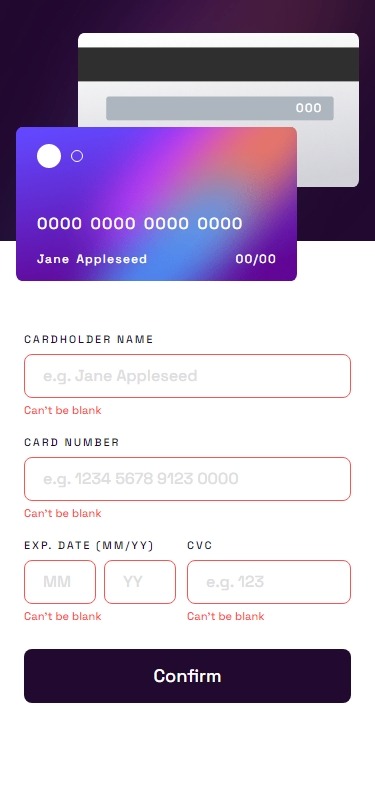 000
0000 0000 0000 0000
Jane Appleseed 00/00
CARDHOLDER NAME
e.g. Jane Appleseed
Can't be blank
CARD NUMBER
e.g. 1234 5678 9123 0000
Can't be blank
EXP. DATE (MM/YY) CVC
MM YY e.g. 123
Can't be blank Can't be blank
Confirm